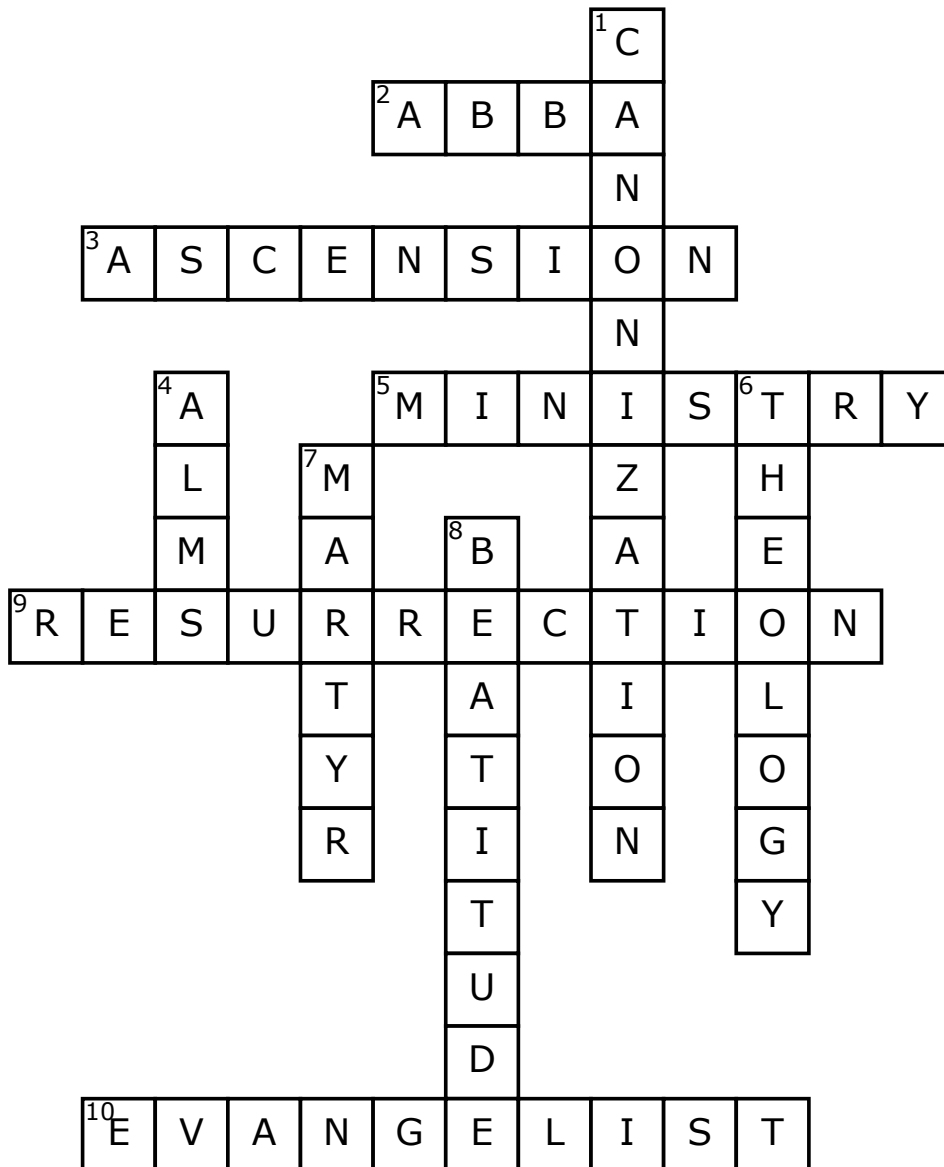 1 C
2 A B B A
N
3 A S C E N S I O N
N
4 A 5 M I N I S 6 T R Y
L 7 M Z H
M A 8 B A E
9 R E S U R R E C T I O N
T A I L
Y T O O
R I N G
T Y
U
D
10 E V A N G E L I S T